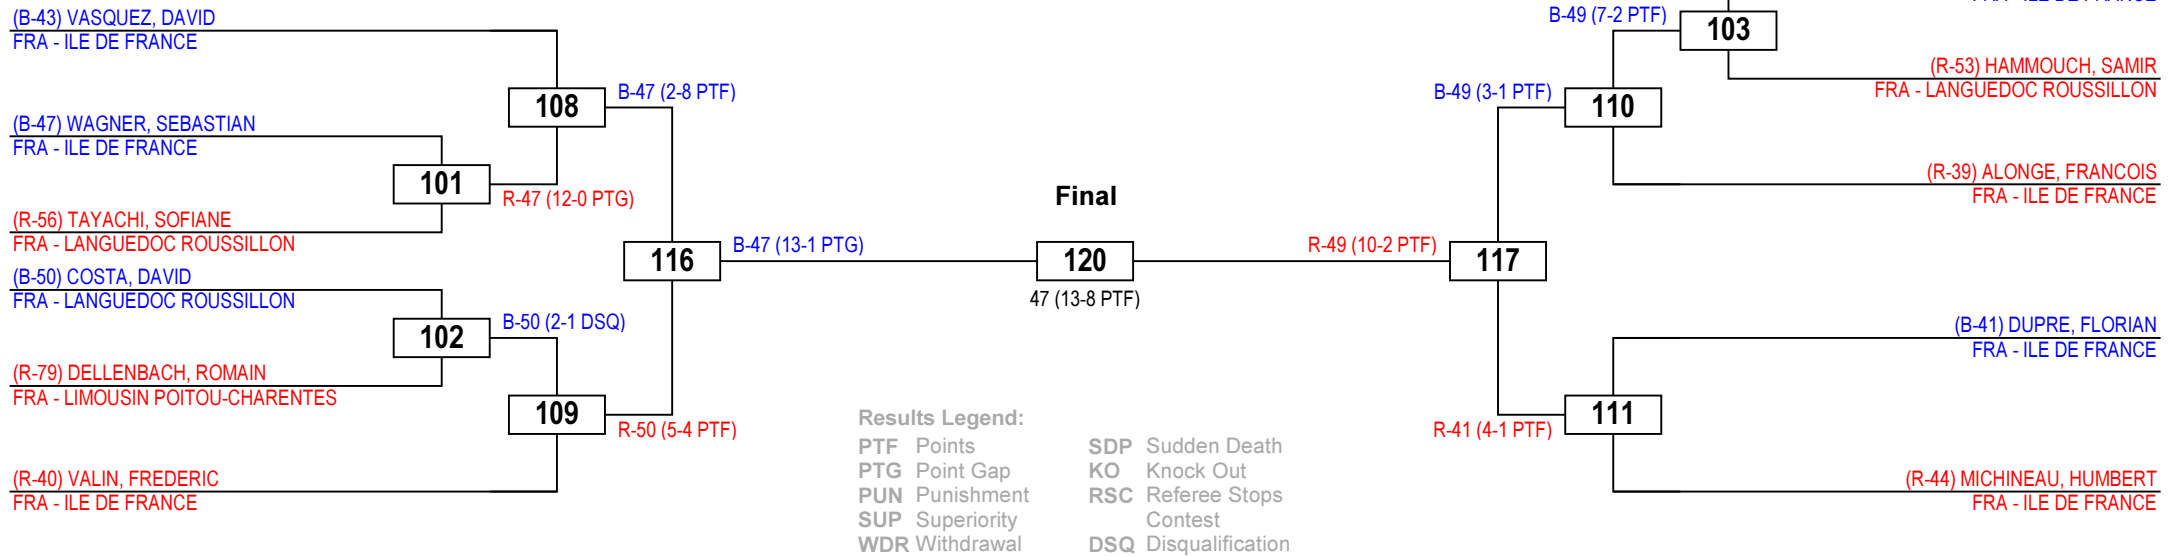 (B-43) VASQUEZ, DAVID
FRA - ILE DE FRANCE
108
B-47 (2-8 PTF)
(B-47) WAGNER, SEBASTIAN
FRA - ILE DE FRANCE
101
R-47 (12-0 PTG)
(R-56) TAYACHI, SOFIANE
FRA - LANGUEDOC ROUSSILLON
116
B-47 (13-1 PTG)
(B-50) COSTA, DAVID
FRA - LANGUEDOC ROUSSILLON
102
B-50 (2-1 DSQ)
(R-79) DELLENBACH, ROMAIN
FRA - LIMOUSIN POITOU-CHARENTES
109
R-50 (5-4 PTF)
(R-40) VALIN, FREDERIC
FRA - ILE DE FRANCE
Final
120
47 (13-8 PTF)
FRA - ILE DE FRANCE
B-49 (7-2 PTF)
103
(R-53) HAMMOUCH, SAMIR
FRA - LANGUEDOC ROUSSILLON
B-49 (3-1 PTF)
110
(R-39) ALONGE, FRANCOIS
FRA - ILE DE FRANCE
R-49 (10-2 PTF)
117
(B-41) DUPRE, FLORIAN
FRA - ILE DE FRANCE
111
R-41 (4-1 PTF)
(R-44) MICHINEAU, HUMBERT
FRA - ILE DE FRANCE
Results Legend:
PTF Points
PTG Point Gap
PUN Punishment
SUP Superiority
WDR Withdrawal
SDP Sudden Death
KO Knock Out
RSC Referee Stops
Contest
DSQ Disqualification